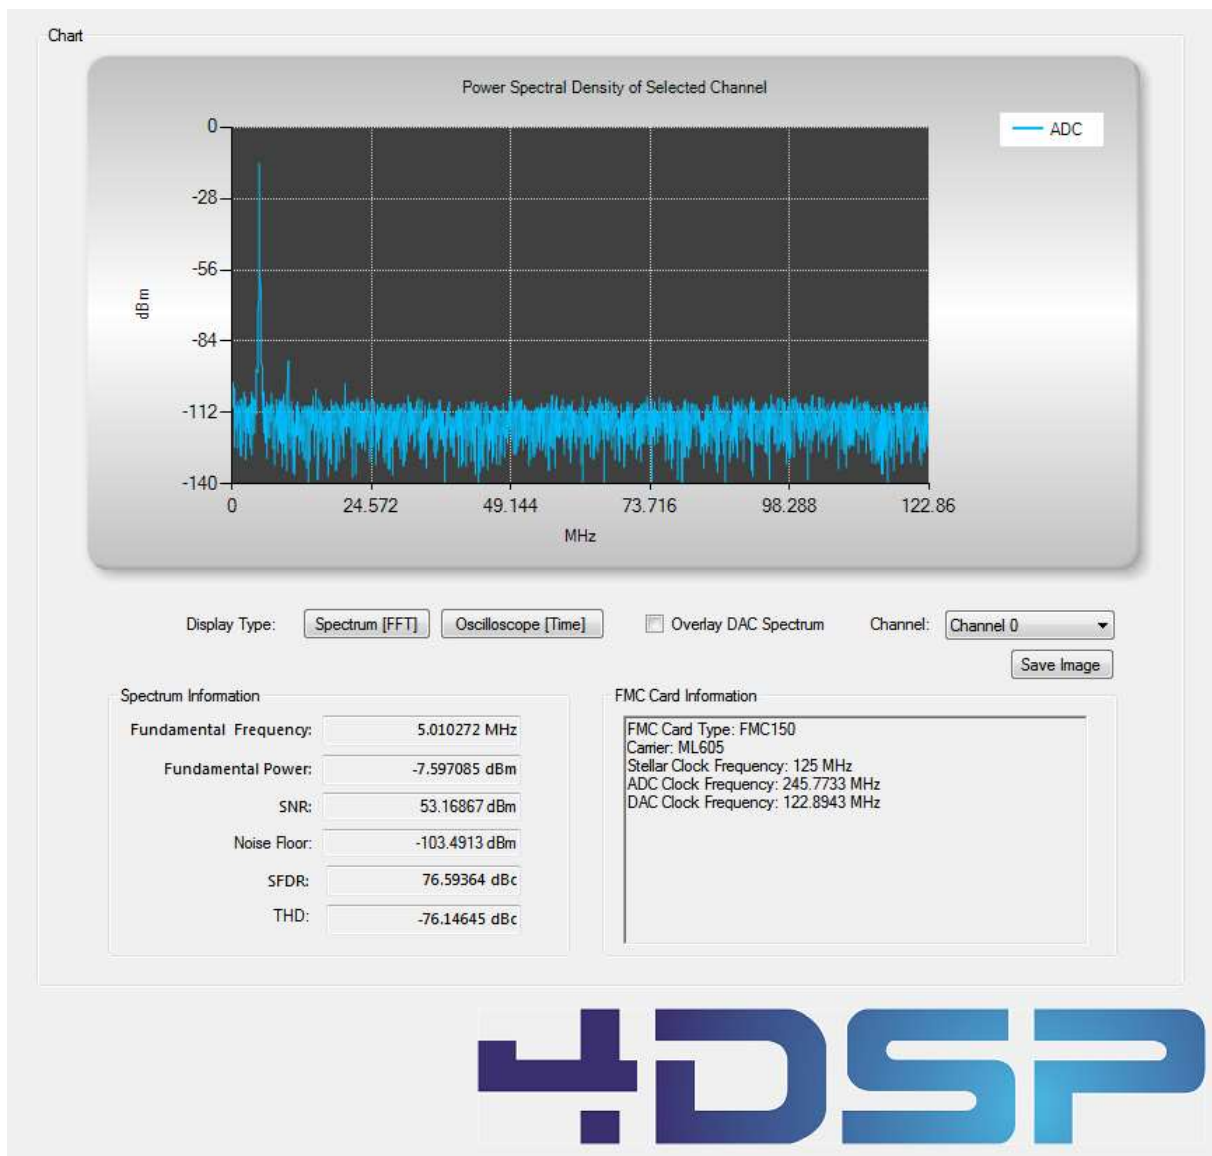 Chart
Power Spectral Density of Selected Channel
ADC
0
-28
-56
-84
-112
-140
dBm
0 24.572 49.144 73.716 98.288 122.86
MHz
Display Type: Spectrum [FFT] Oscilloscope [Time] Overlay DAC Spectrum Channel: Channel 0
Save Image
Spectrum Information
Fundamental Frequency: 5.010272 MHz
Fundamental Power: -7.597085 dBm
SNR: 53.16867 dBm
Noise Floor: -103.4913 dBm
SFDR: 76.59364 dBc
THD: -76.14645 dBc
FMC Card Information
FMC Card Type: FMC150
Carrier: ML605
Stellar Clock Frequency: 125 MHz
ADC Clock Frequency: 245.7733 MHz
DAC Clock Frequency: 122.8943 MHz
4DSP